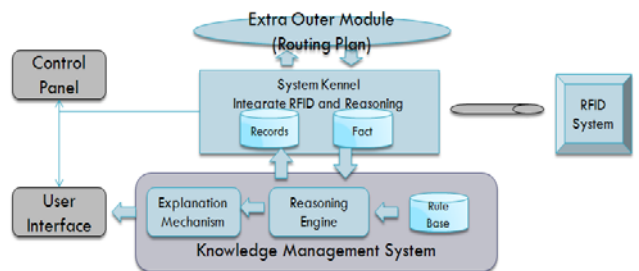 Extra Outer Module
(Routing Plan)
Control
Panel
System Kennel
Integrate RFID and Reasoning
Records
Fact
RFID
System
User
Interface
Explanation
Mechanism
Reasoning
Engine
Rule
Base
Knowledge Management System